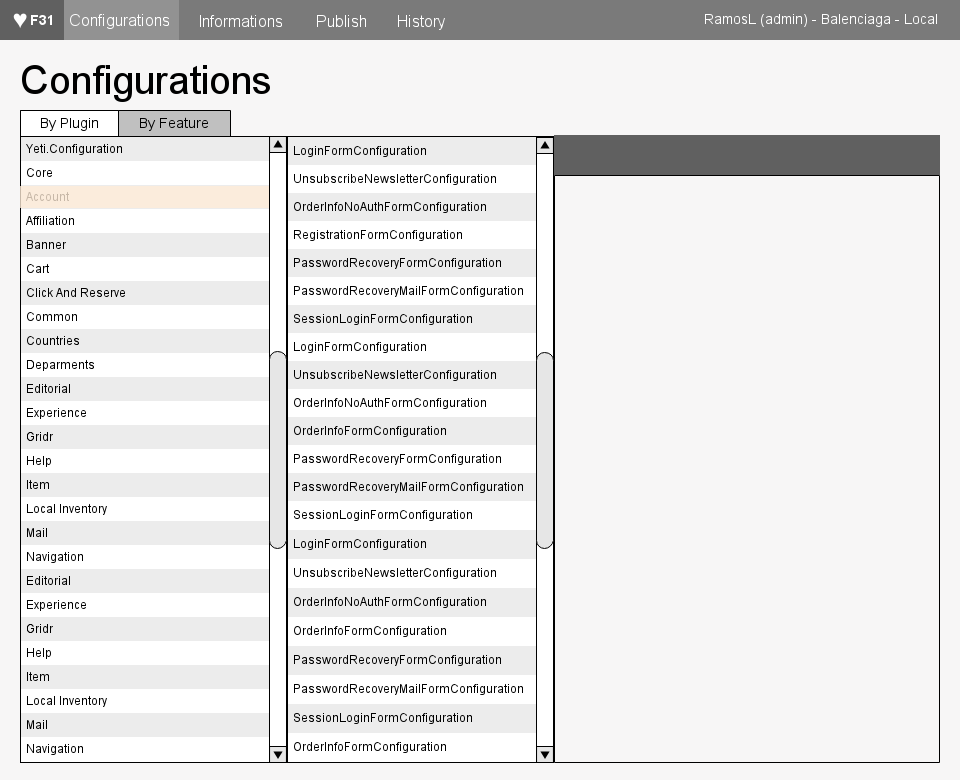 ♥ F31 Configurations Informations Publish History RamosL (admin) - Balenciaga - Local
Configurations
By Plugin By Feature
Yeti.Configuration
Core
Account
Affiliation
Banner
Cart
Click And Reserve
Common
Countries
Deparments
Editorial
Experience
Gridr
Help
Item
Local Inventory
Mail
Navigation
Editorial
Experience
Gridr
Help
Item
Local Inventory
Mail
Navigation
LoginFormConfiguration
UnsubscribeNewsletterConfiguration
OrderInfoNoAuthFormConfiguration
RegistrationFormConfiguration
PasswordRecoveryFormConfiguration
PasswordRecoveryMailFormConfiguration
SessionLoginFormConfiguration
LoginFormConfiguration
UnsubscribeNewsletterConfiguration
OrderInfoNoAuthFormConfiguration
OrderInfoFormConfiguration
PasswordRecoveryFormConfiguration
PasswordRecoveryMailFormConfiguration
SessionLoginFormConfiguration
LoginFormConfiguration
UnsubscribeNewsletterConfiguration
OrderInfoNoAuthFormConfiguration
OrderInfoFormConfiguration
PasswordRecoveryFormConfiguration
PasswordRecoveryMailFormConfiguration
SessionLoginFormConfiguration
OrderInfoFormConfiguration